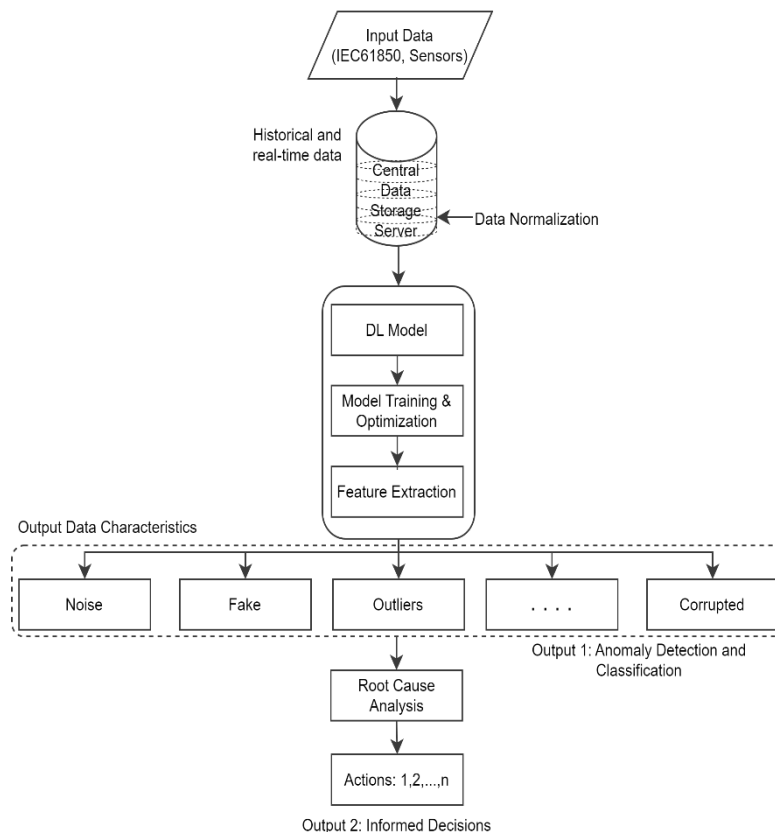 Input Data
(IEC61850, Sensors)
Historical and
real-time data
Central
Data
Storage
Server
Data Normalization
DL Model
Model Training &
Optimization
Feature Extraction
Output Data Characteristics
Noise
Fake
Outliers
. . . .
Corrupted
Output 1: Anomaly Detection and
Classification
Root Cause
Analysis
Actions: 1,2,...,n
Output 2: Informed Decisions